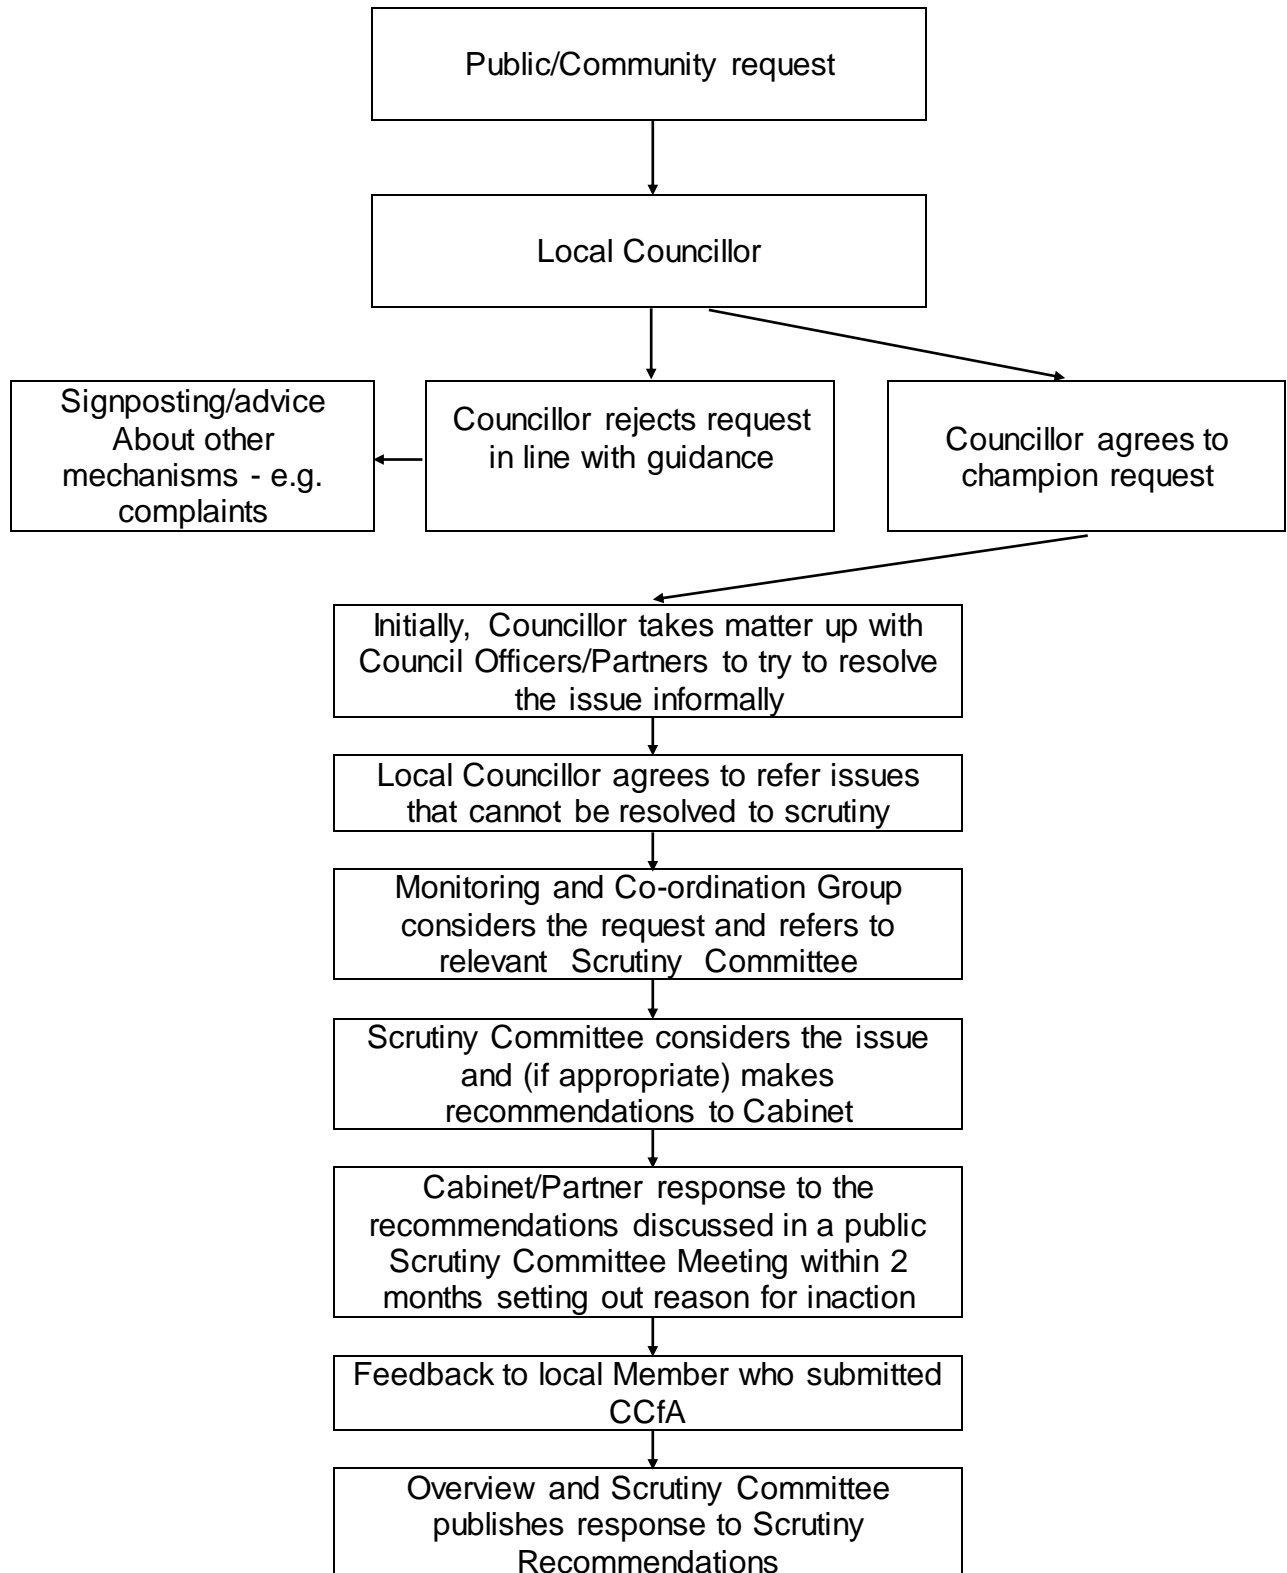 Public/Community request
Local Councillor
Signposting/advice
About other
mechanisms - e.g.
complaints
Councillor rejects request
in line with guidance
Councillor agrees to
champion request
Initially, Councillor takes matter up with
Council Officers/Partners to try to resolve
the issue informally
Local Councillor agrees to refer issues
that cannot be resolved to scrutiny
Monitoring and Co-ordination Group
considers the request and refers to
relevant Scrutiny Committee
Scrutiny Committee considers the issue
and (if appropriate) makes
recommendations to Cabinet
Cabinet/Partner response to the
recommendations discussed in a public
Scrutiny Committee Meeting within 2
months setting out reason for inaction
Feedback to local Member who submitted
CCfA
Overview and Scrutiny Committee
publishes response to Scrutiny
Recommendations